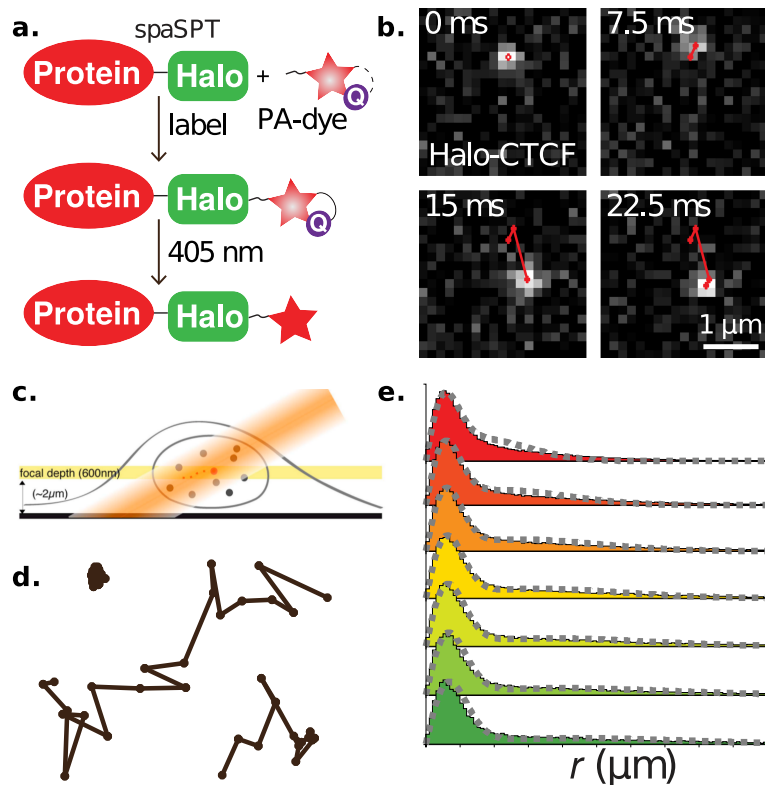 a.
spaSPT
Protein
Halo
+
Q
label
PA-dye
Protein
Halo
Q
405 nm
Protein
Halo
b.
0 ms
7.5 ms
Halo-CTCF
15 ms
22.5 ms
1 µm
c.
focal depth (600nm)
(~2µm)
d.
e.
r (µm)